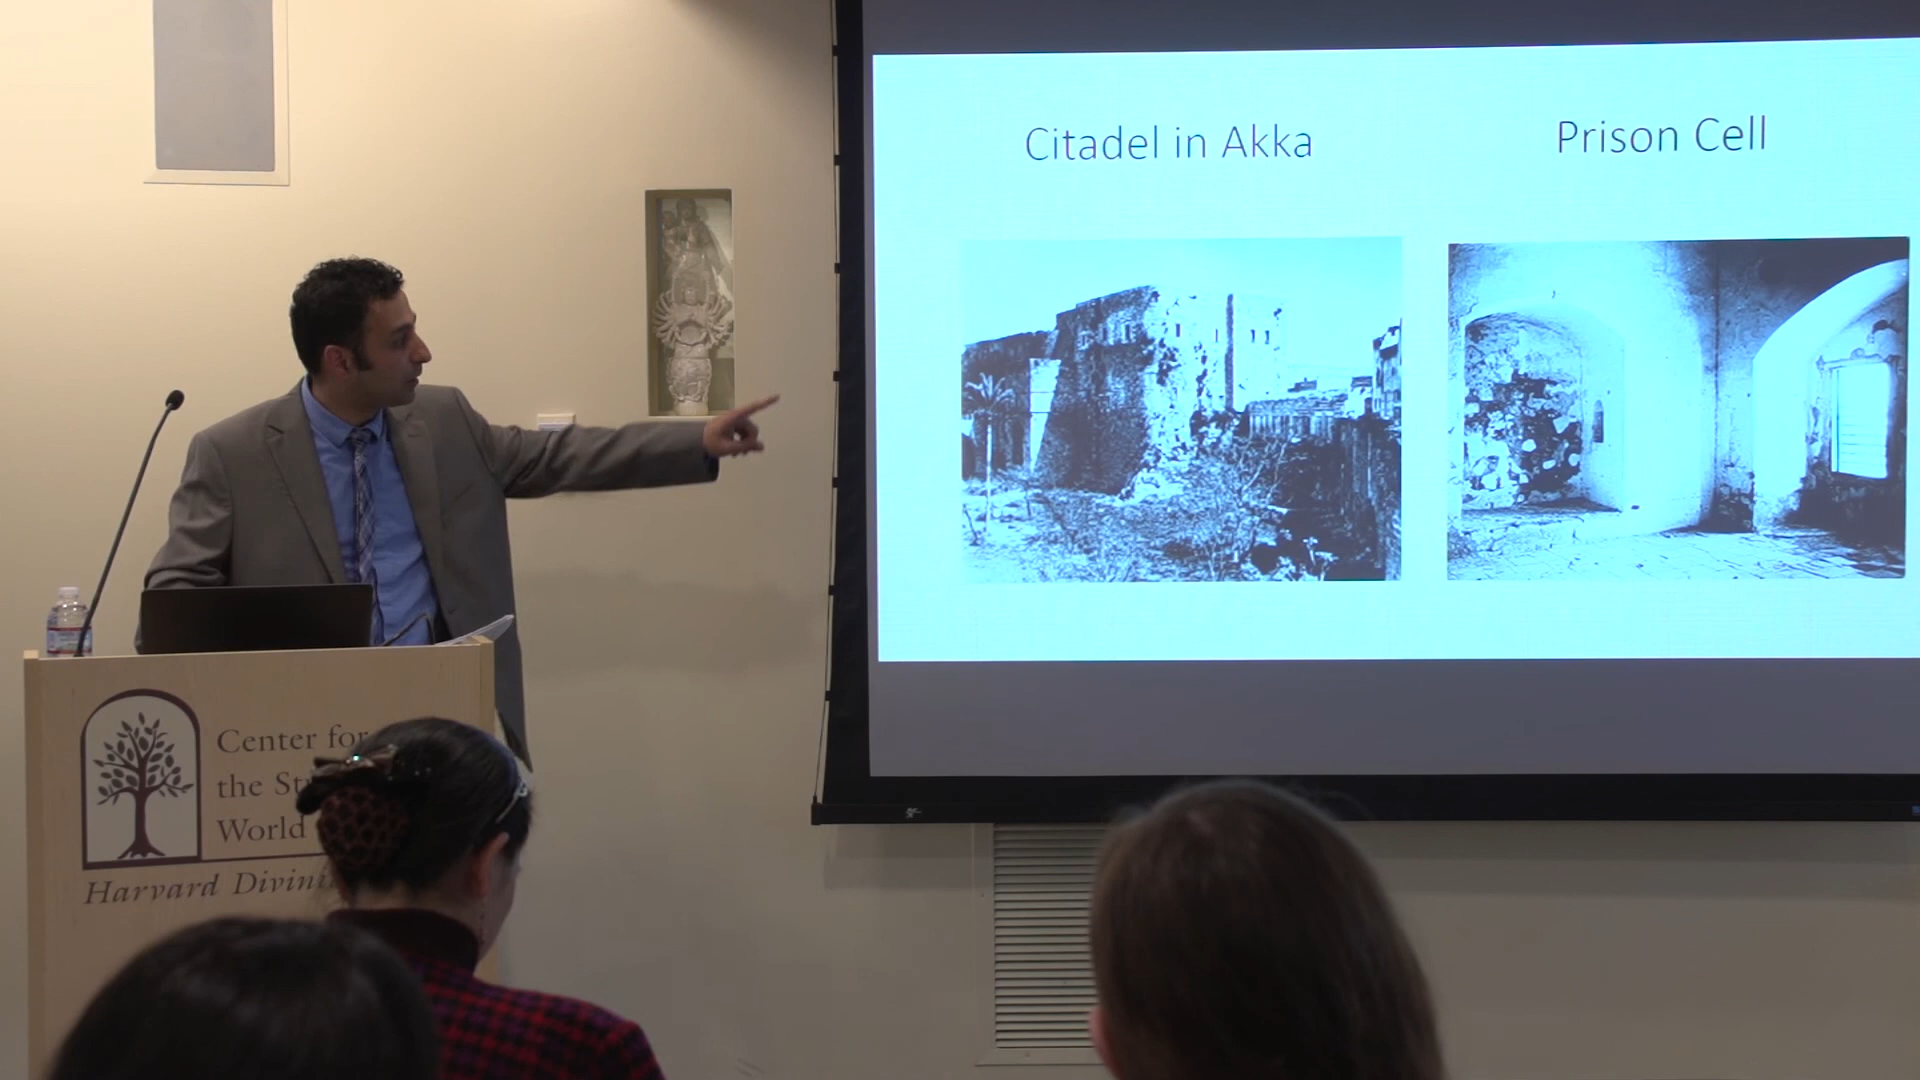 Citadel in Akka
Prison Cell
Center for
the St
World
Harvard Divini